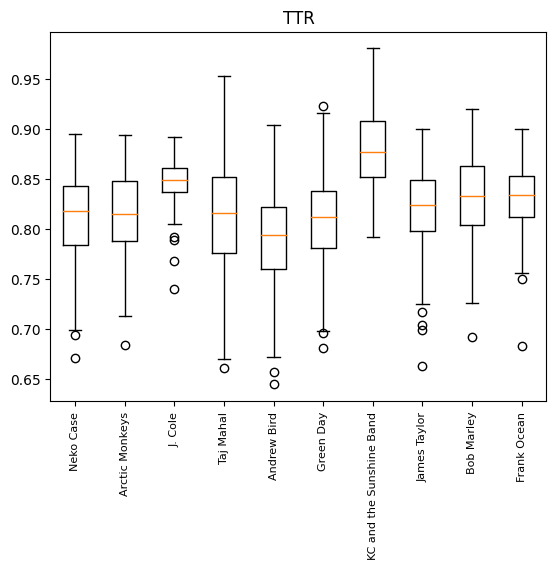 TTR
0.95
0.90
0.85
0.80
0.75
0.70
0.65
Neko Case
Arctic Monkeys
J. Cole
Taj Mahal
Andrew Bird
Green Day
KC and the Sunshine Band
James Taylor
Bob Marley
Frank Ocean